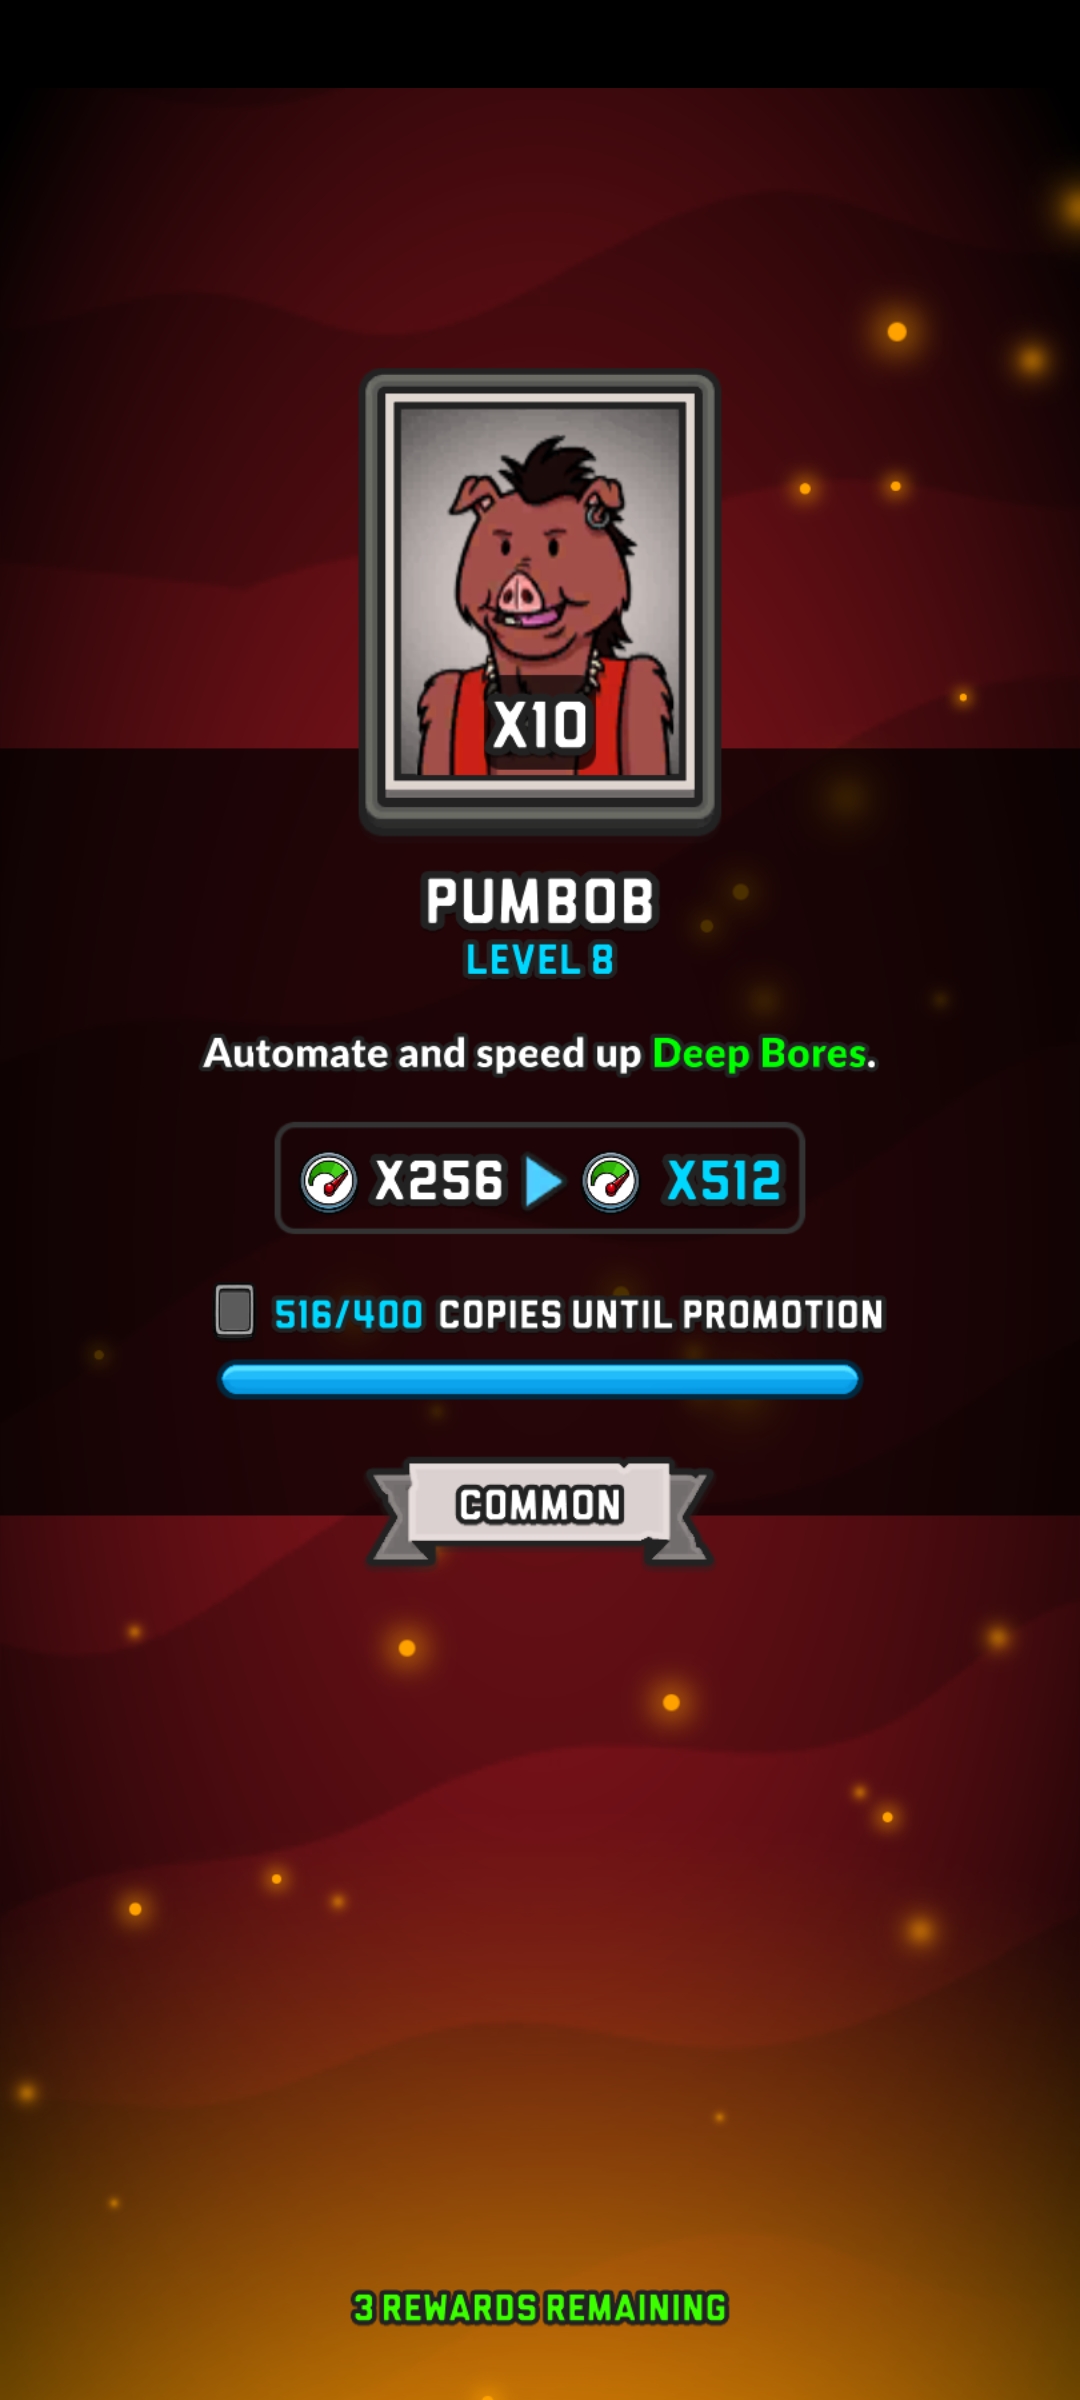 X10
PUMBOB
LEVEL 8
Automate and speed up Deep Bores.
X256 X512
516/400 COPIES UNTIL PROMOTION
COMMON
3 REWARDS REMAINING